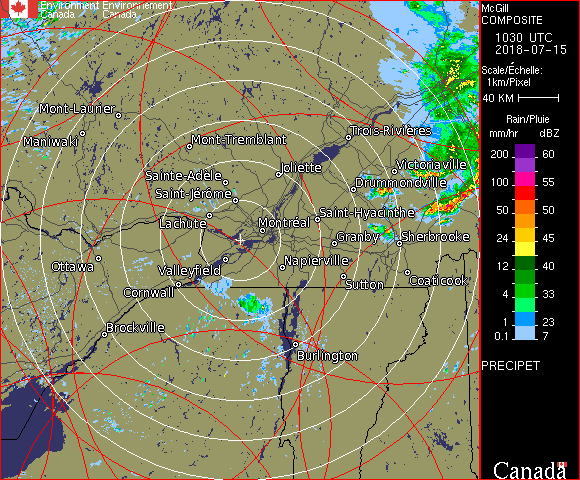 Environment Environnement
Canada Canada
McGill
COMPOSITE
1030 UTC
2018-07-15
Scale/Échelle:
1km/Pixel
40 KM
Rain/Pluie
mm/hr dBZ
200 60
100 55
50 50
24 45
12 40
4 33
1 23
0.1 7
PRECIPET
Canada
Mont-Laurier
Maniwaki
Mont-Tremblant
Trois-Rivières
Sainte-Adèle
Joliette
Victoriaville
Drummondville
Saint-Jérôme
Lachute
Montréal
Saint-Hyacinthe
Granby
Sherbrooke
Ottawa
Valleyfield
Napierville
Cornwall
Sutton
Coaticook
Brockville
Burlington